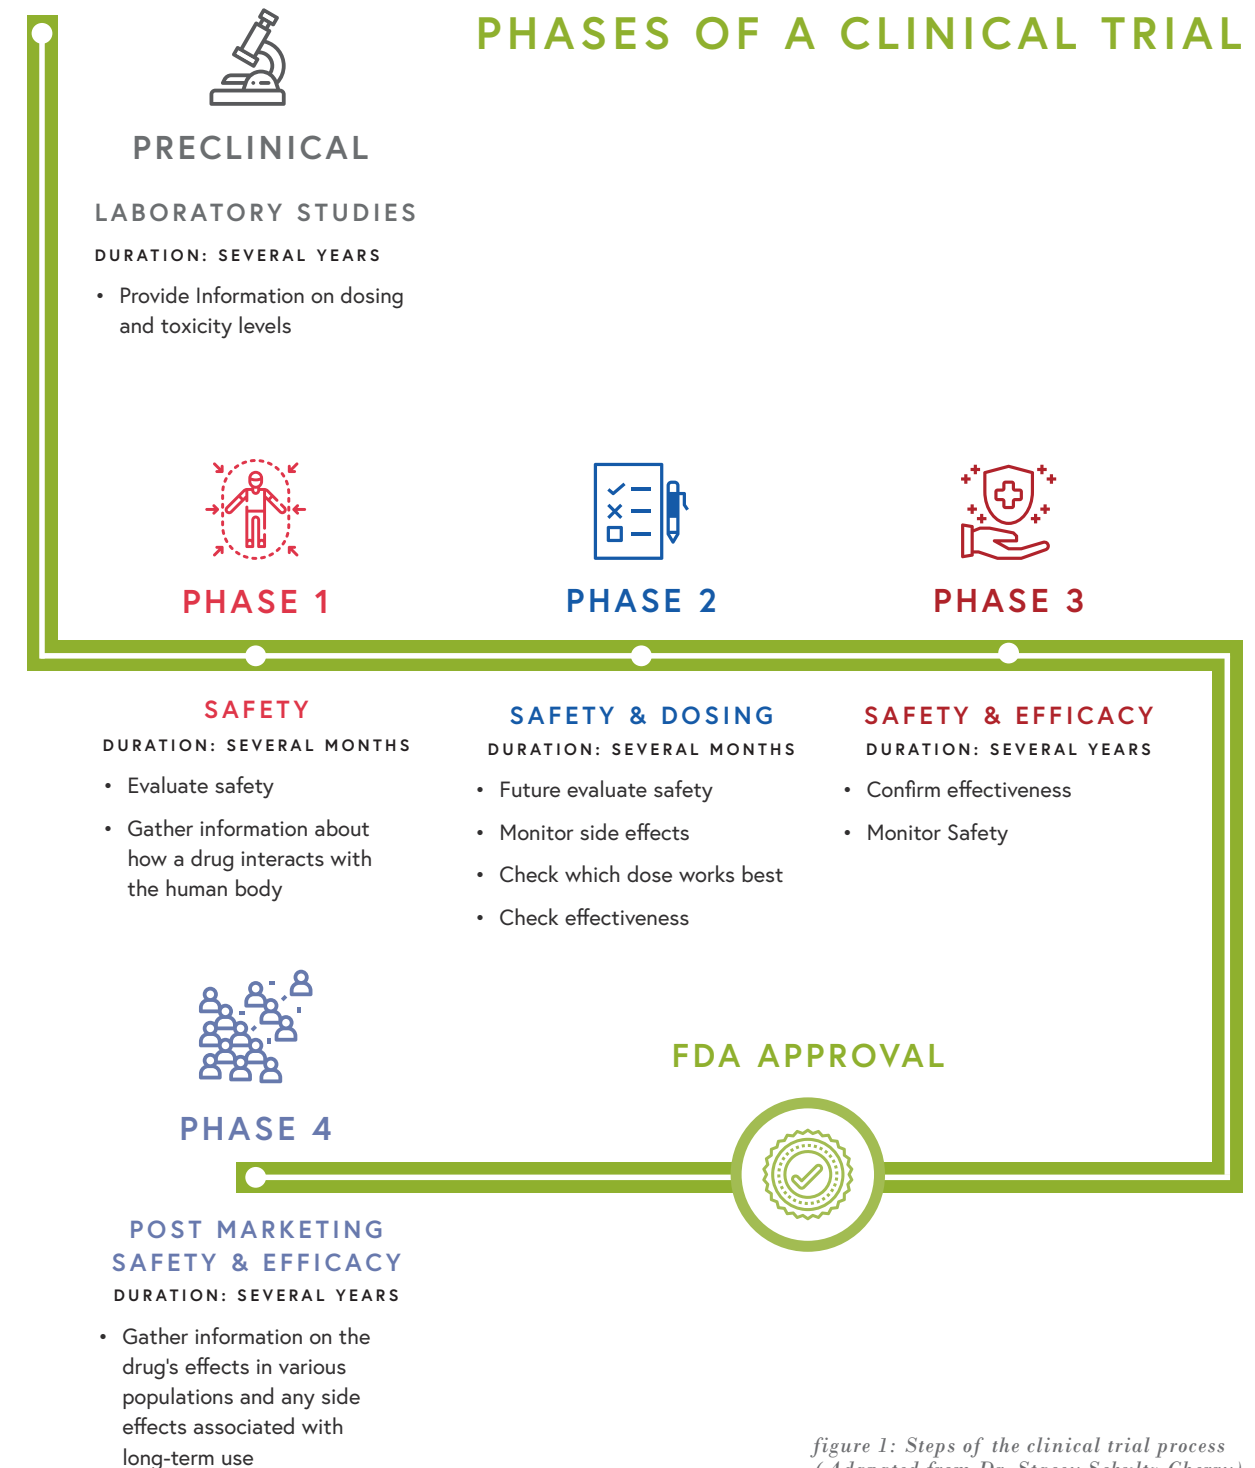 PHASES OF A CLINICAL TRIAL
PRECLINICAL
LABORATORY STUDIES
DURATION: SEVERAL YEARS
• Provide Information on dosing
and toxicity levels
PHASE 1
SAFETY
DURATION: SEVERAL MONTHS
• Evaluate safety
• Gather information about
how a drug interacts with
the human body
PHASE 2
SAFETY & DOSING
DURATION: SEVERAL MONTHS
• Future evaluate safety
• Monitor side effects
• Check which dose works best
• Check effectiveness
PHASE 3
SAFETY & EFFICACY
DURATION: SEVERAL YEARS
• Confirm effectiveness
• Monitor Safety
FDA APPROVAL
PHASE 4
POST MARKETING
SAFETY & EFFICACY
DURATION: SEVERAL YEARS
• Gather information on the
drug's effects in various
populations and any side
effects associated with
long-term use
figure 1: Steps of the clinical trial process
from Dr. Stacey Schultz-Cherry)